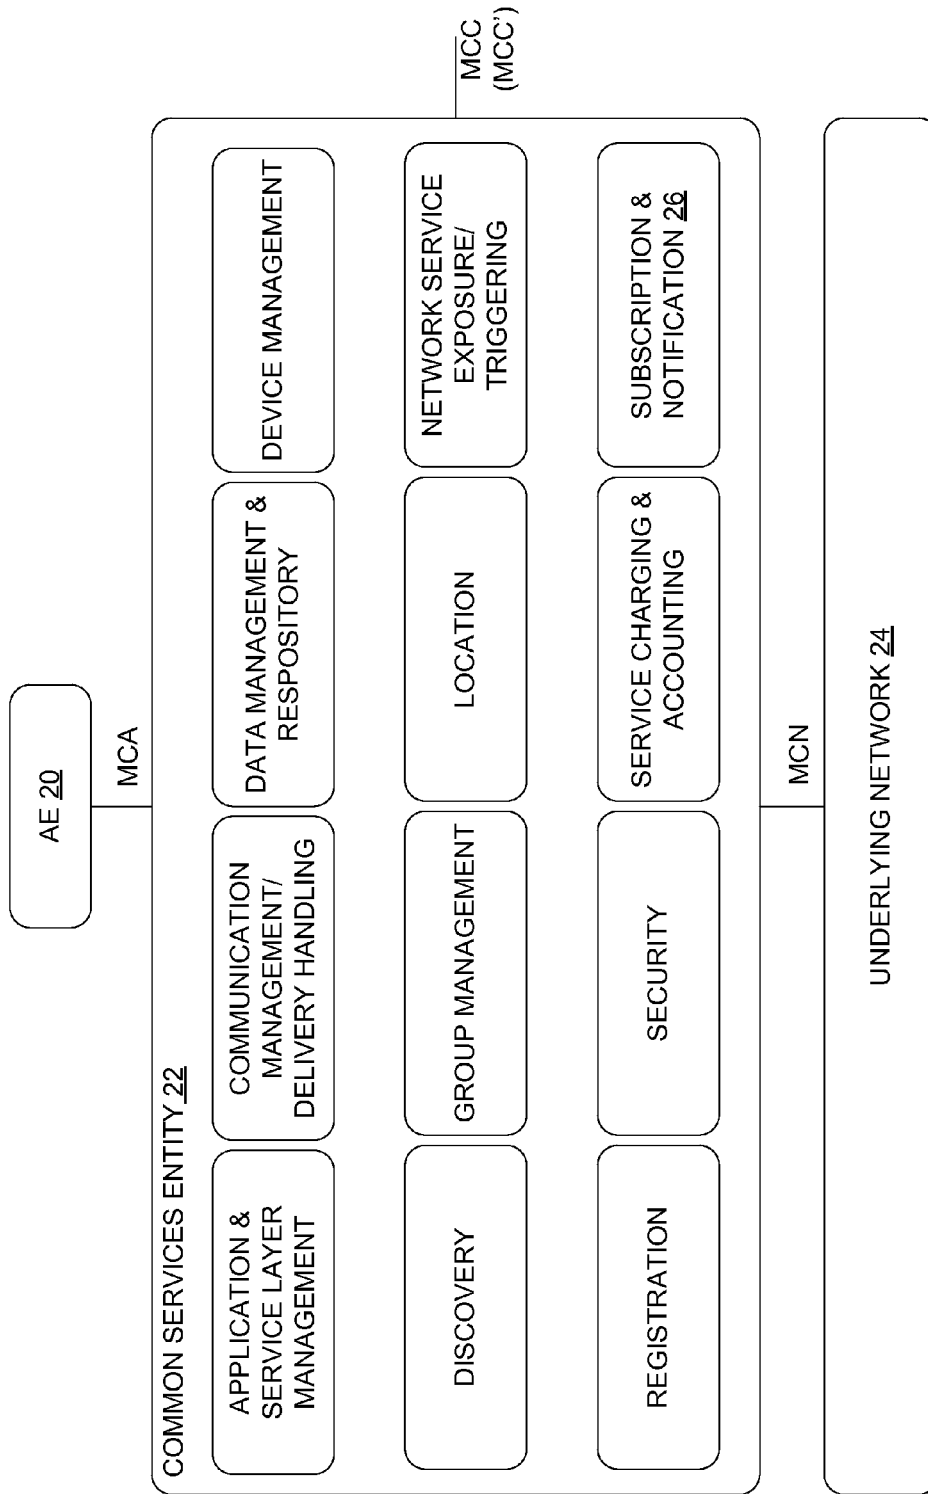 AE 20
MCA
COMMON SERVICES ENTITY 22
APPLICATION &
SERVICE LAYER
MANAGEMENT
COMMUNICATION
MANAGEMENT/
DELIVERY HANDLING
DATA MANAGEMENT &
RESPOSITORY
DEVICE MANAGEMENT
DISCOVERY
GROUP MANAGEMENT
LOCATION
NETWORK SERVICE
EXPOSURE/
TRIGGERING
MCC
(MCC')
REGISTRATION
SECURITY
SERVICE CHARGING &
ACCOUNTING
SUBSCRIPTION &
NOTIFICATION 26
MCN
UNDERLYING NETWORK 24